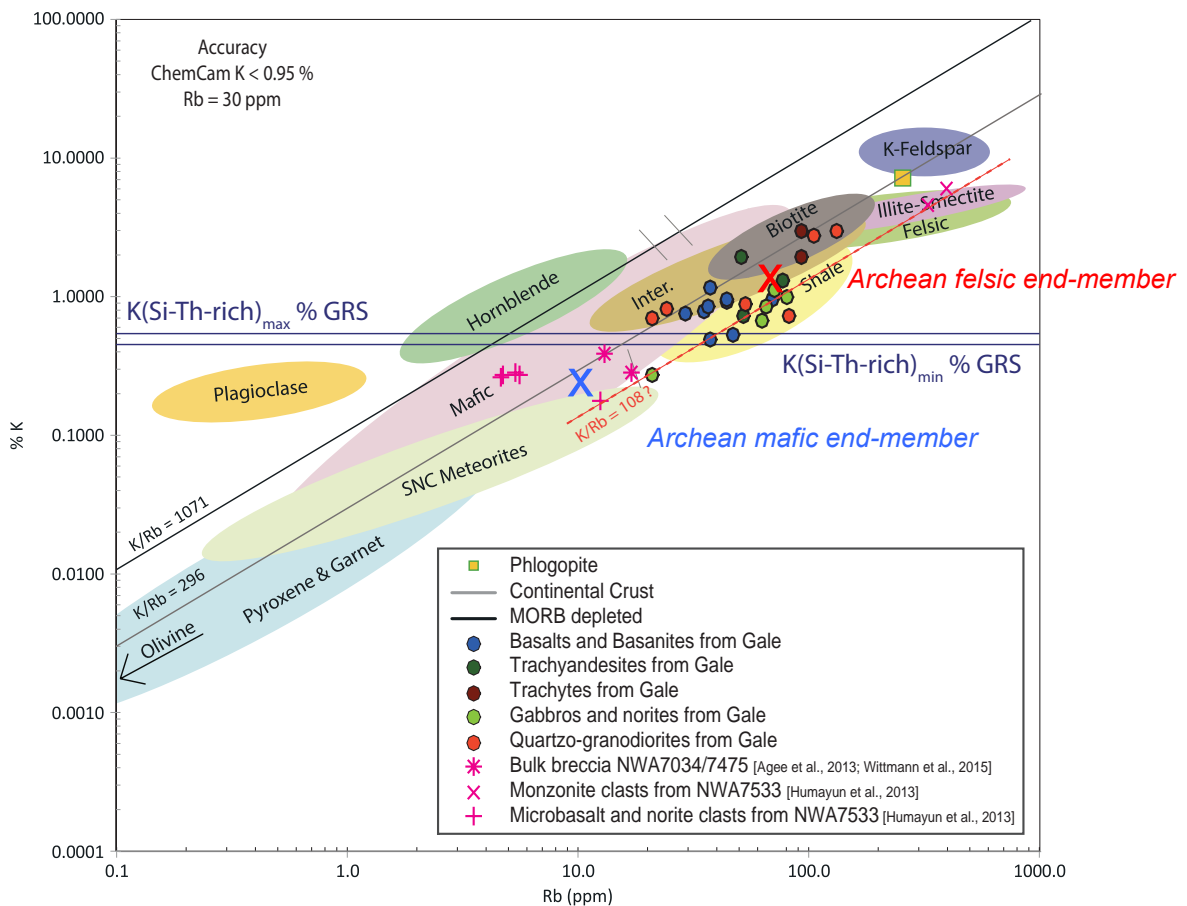 100.0000
10.0000
1.0000
0.1000
0.0100
0.0010
0.0001
% K
Accuracy
ChemCam K < 0.95 %
Rb = 30 ppm
K-Feldspar
Illite-Smectite
Felsic
Biotite
Inter.
Shale
Archean felsic end-member
Hornblende
K(Si-Th-rich)max % GRS
K(Si-Th-rich)min % GRS
Plagioclase
Mafic
K/Rb = 108 ?
Archean mafic end-member
SNC Meteorites
K/Rb = 1071
K/Rb = 296
Pyroxene & Garnet
Olivine
X
X
Phlogopite
Continental Crust
MORB depleted
Basalts and Basanites from Gale
Trachyandesites from Gale
Trachytes from Gale
Gabbros and norites from Gale
Quartzo-granodiorites from Gale
Bulk breccia NWA7034/7475 [Agee et al., 2013; Wittmann et al., 2015]
Monzonite clasts from NWA7533 [Humayun et al., 2013]
Microbasalt and norite clasts from NWA7533 [Humayun et al., 2013]
0.1
1.0
10.0
100.0
1000.0
Rb (ppm)